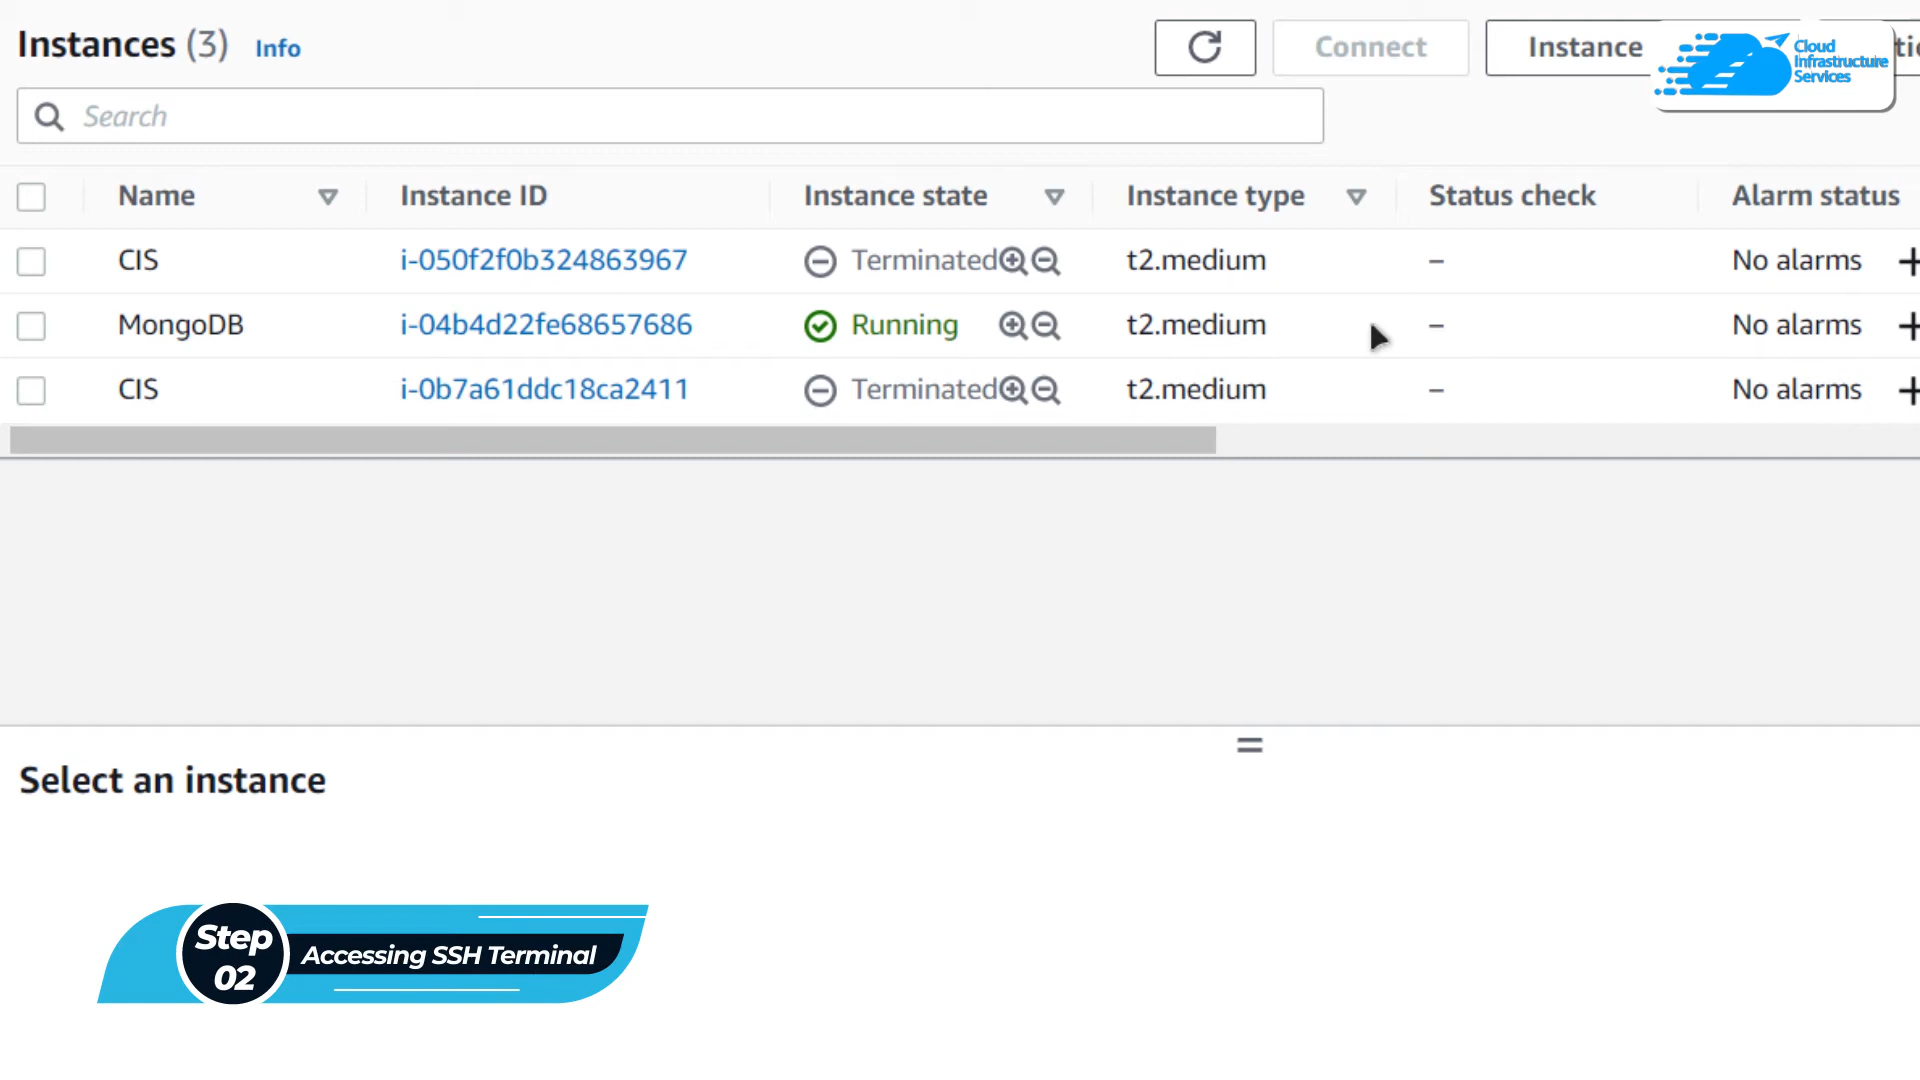 Instances (3) Info
Connect
Instance
Cloud
Infrastructure
Services
Search
Name Instance ID Instance state Instance type Status check Alarm status
CIS i-050f2f0b324863967 Terminated t2.medium – No alarms +
MongoDB i-04b4d22fe68657686 Running t2.medium – No alarms +
CIS i-0b7a61ddc18ca2411 Terminated t2.medium – No alarms +
Select an instance
Step
02
Accessing SSH Terminal